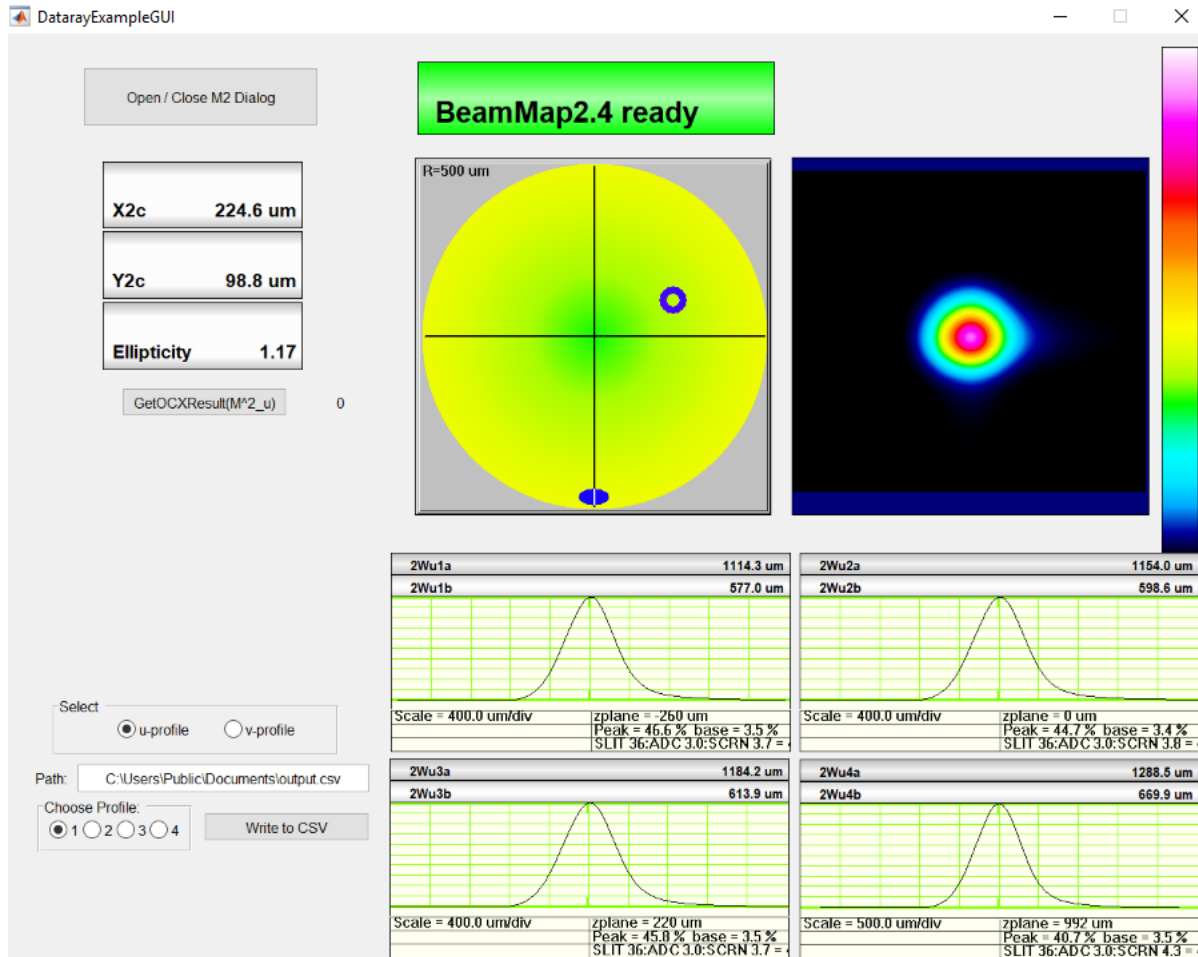 DatarayExampleGUI
Open / Close M2 Dialog
BeamMap2.4 ready
R=500 um
X2c 224.6 um
Y2c 98.8 um
Ellipticity 1.17
GetOCXResult(M^2_u) 0
2Wu1a 1114.3 um
2Wu1b 577.0 um
Scale = 400.0 um/div
zplane = -260 um
Peak = 46.6 % base = 3.5 %
SLIT 36:ADC 3.0:SCRN 3.7 =
2Wu2a 1154.0 um
2Wu2b 598.6 um
Scale = 400.0 um/div
zplane = 0 um
Peak = 44.7 % base = 3.4 %
SLIT 36:ADC 3.0:SCRN 3.8 =
Select
u-profile v-profile
Path: C:\Users\Public\Documents\output.csv
Choose Profile:
1 2 3 4
Write to CSV
2Wu3a 1184.2 um
2Wu3b 613.9 um
Scale = 400.0 um/div
zplane = 220 um
Peak = 45.8 % base = 3.5 %
SLIT 36:ADC 3.0:SCRN 3.7 =
2Wu4a 1288.5 um
2Wu4b 669.9 um
Scale = 500.0 um/div
zplane = 992 um
Peak = 40.7 % base = 3.5 %
SLIT 36:ADC 3.0:SCRN 4.3 =